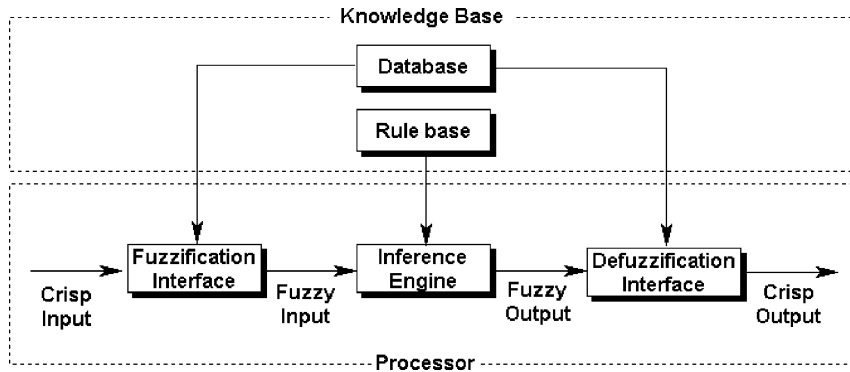 Knowledge Base
Database
Rule base
Fuzzification
Interface
Inference
Engine
Defuzzification
Interface
Crisp
Input
Fuzzy
Input
Fuzzy
Output
Crisp
Output
Processor